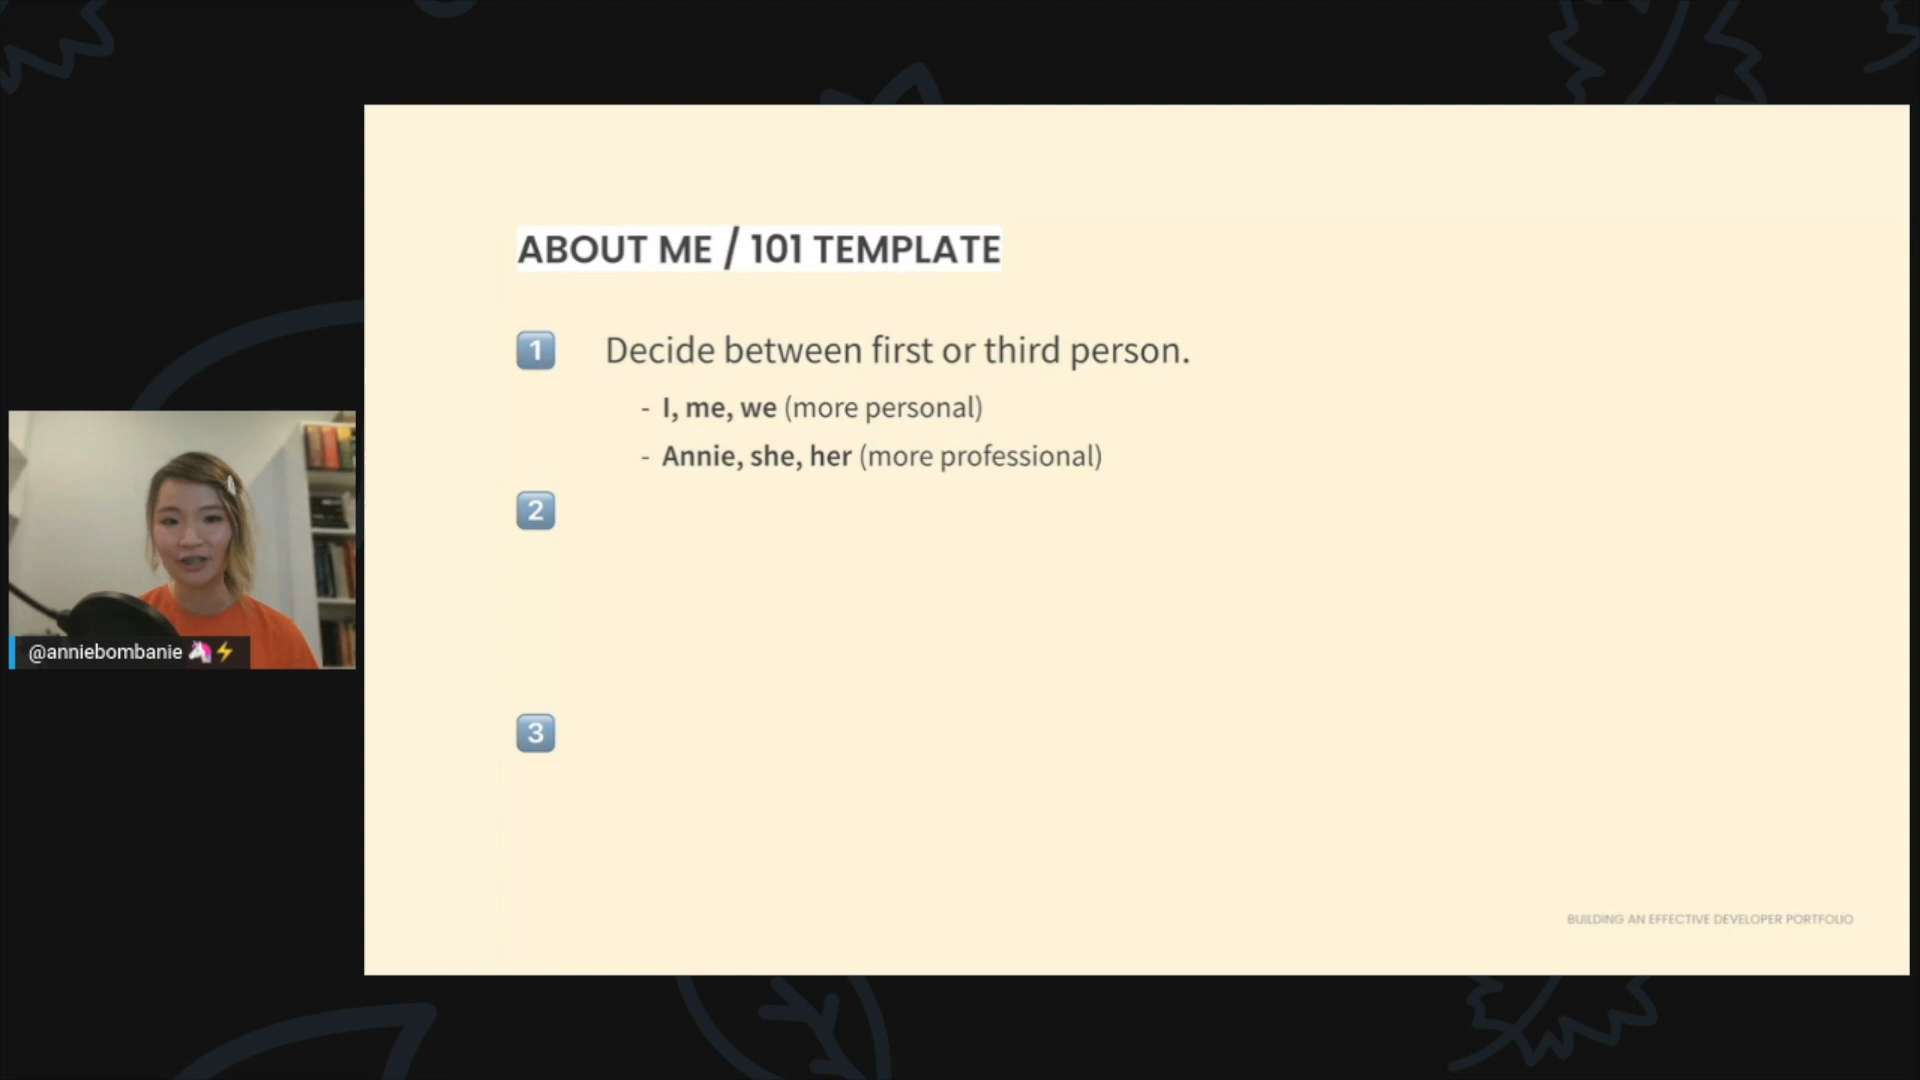 ABOUT ME / 101 TEMPLATE
1 Decide between first or third person.
- I, me, we (more personal)
- Annie, she, her (more professional)
2
3
@anniebombanie 🦄⚡
BUILDING AN EFFECTIVE DEVELOPER PORTFOLIO